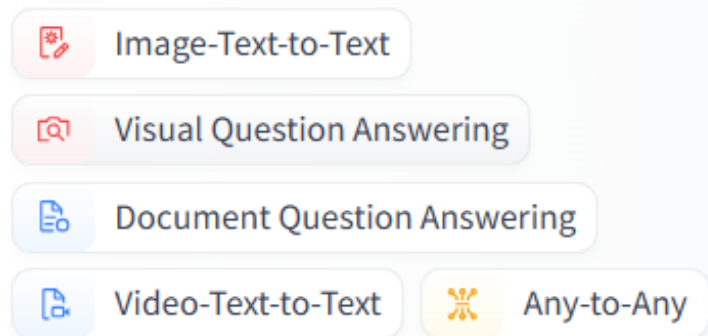 Image-Text-to-Text
Visual Question Answering
Document Question Answering
Video-Text-to-Text Any-to-Any